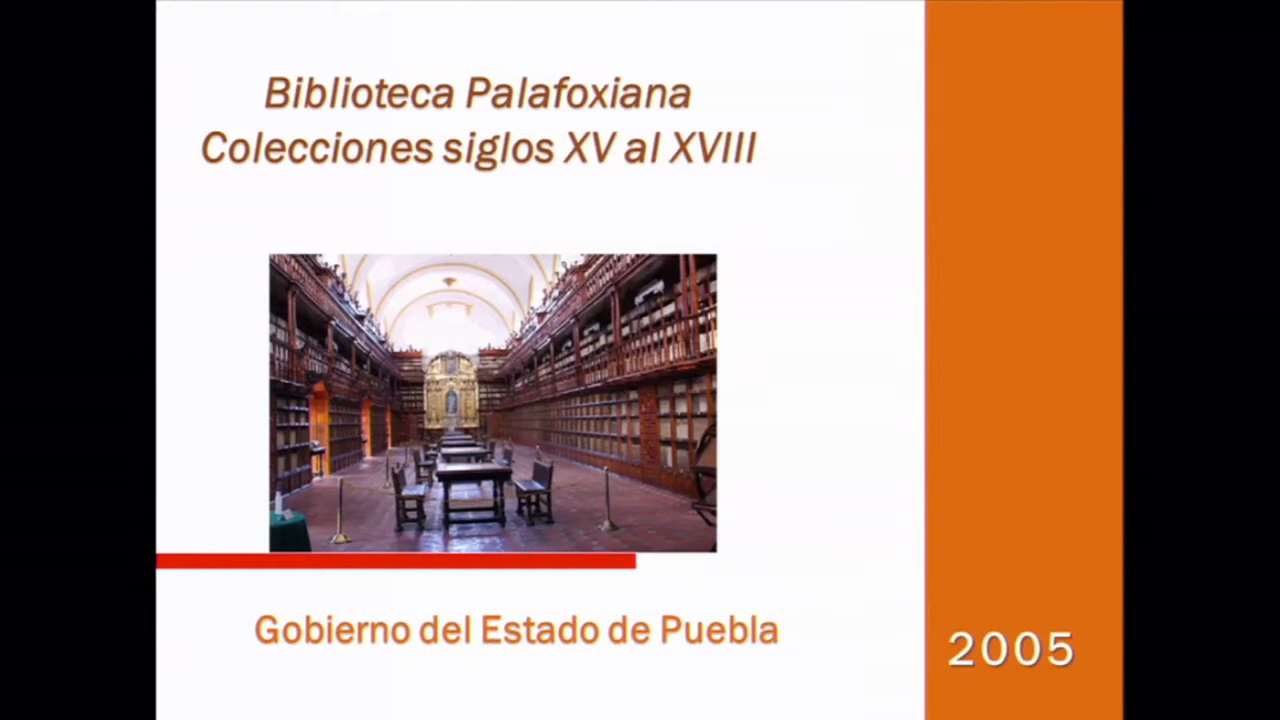 Biblioteca Palafoxiana
Colecciones siglos XV al XVIII
Gobierno del Estado de Puebla
2005